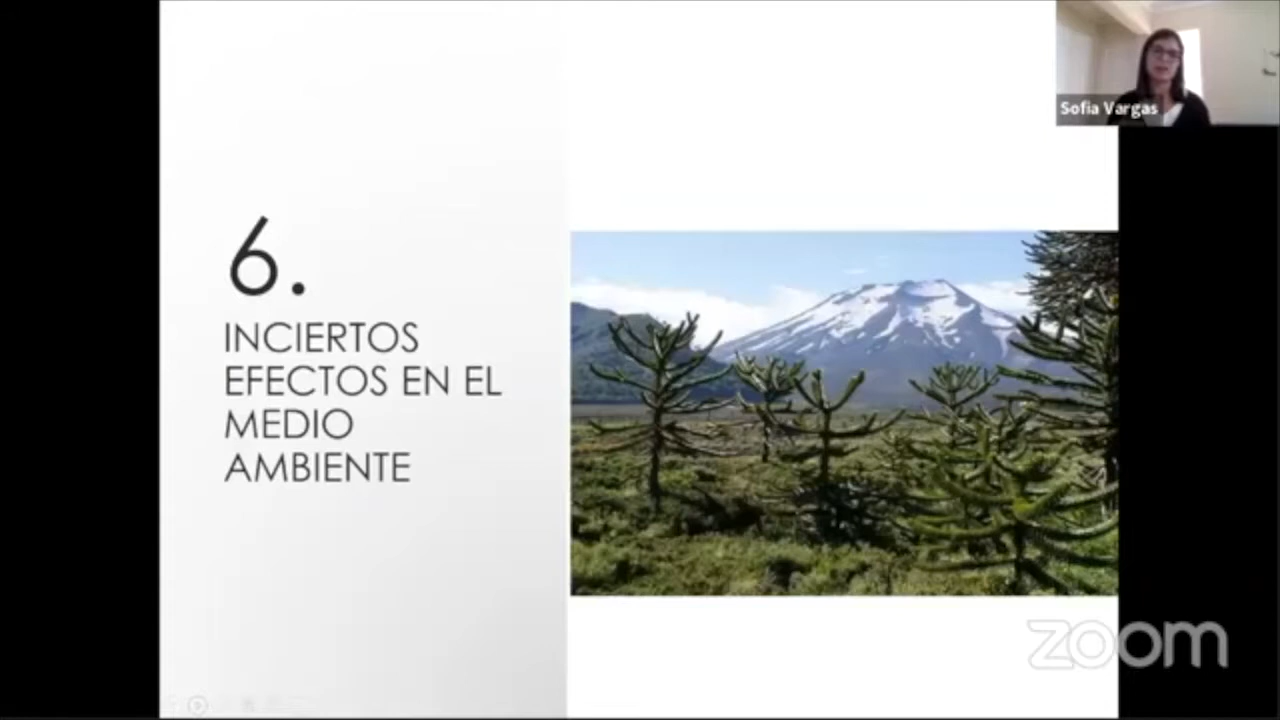 Sofia Vargas
6.
INCIERTOS
EFECTOS EN EL
MEDIO
AMBIENTE
zoom